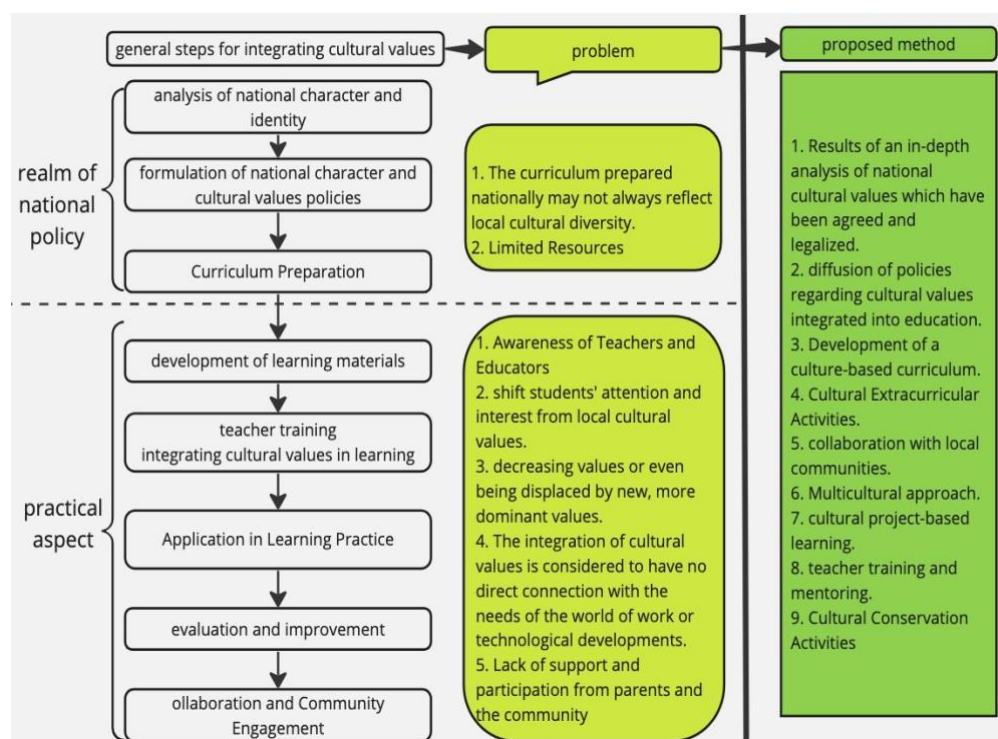 general steps for integrating cultural values
problem
proposed method
realm of
national
policy
analysis of national character and
identity
formulation of national character and
cultural values policies
Curriculum Preparation
1. The curriculum prepared
nationally may not always reflect
local cultural diversity.
2. Limited Resources
practical
aspect
development of learning materials
teacher training
integrating cultural values in learning
Application in Learning Practice
evaluation and improvement
ollaboration and Community
Engagement
1. Awareness of Teachers and
Educators
2. shift students' attention and
interest from local cultural
values.
3. decreasing values or even
being displaced by new, more
dominant values.
4. The integration of cultural
values is considered to have no
direct connection with the
needs of the world of work or
technological developments.
5. Lack of support and
participation from parents and
the community
1. Results of an in-depth
analysis of national
cultural values which have
been agreed and
legalized.
2. diffusion of policies
regarding cultural values
integrated into education.
3. Development of a
culture-based curriculum.
4. Cultural Extracurricular
Activities.
5. collaboration with local
communities.
6. Multicultural approach.
7. cultural project-based
learning.
8. teacher training and
mentoring.
9. Cultural Conservation
Activities